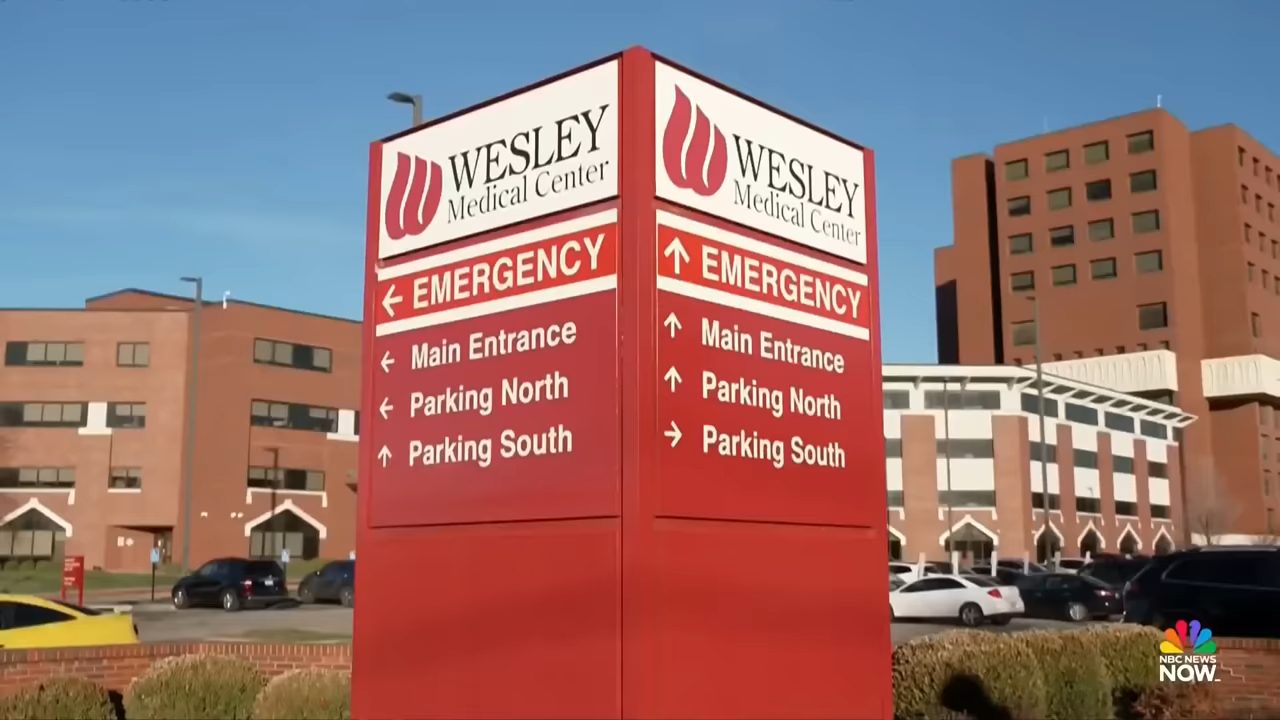 WESLEY
Medical Center
← EMERGENCY
← Main Entrance
← Parking North
↑ Parking South
WESLEY
Medical Center
↑ EMERGENCY
↑ Main Entrance
↑ Parking North
→ Parking South
NBC NEWS
NOW